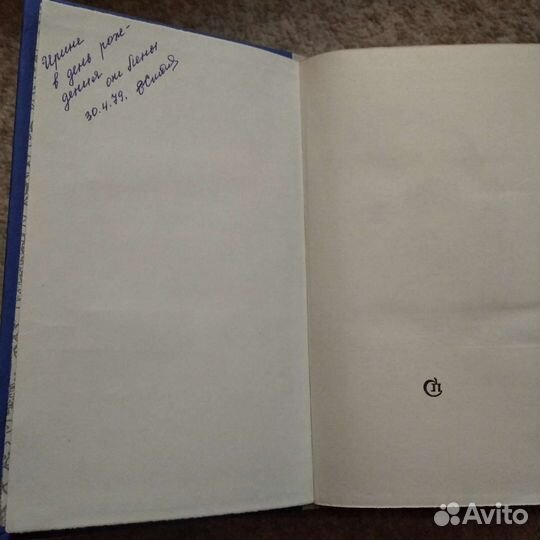 Ирине
в день рож-
дения
от Лены
30.4.79.
Avito